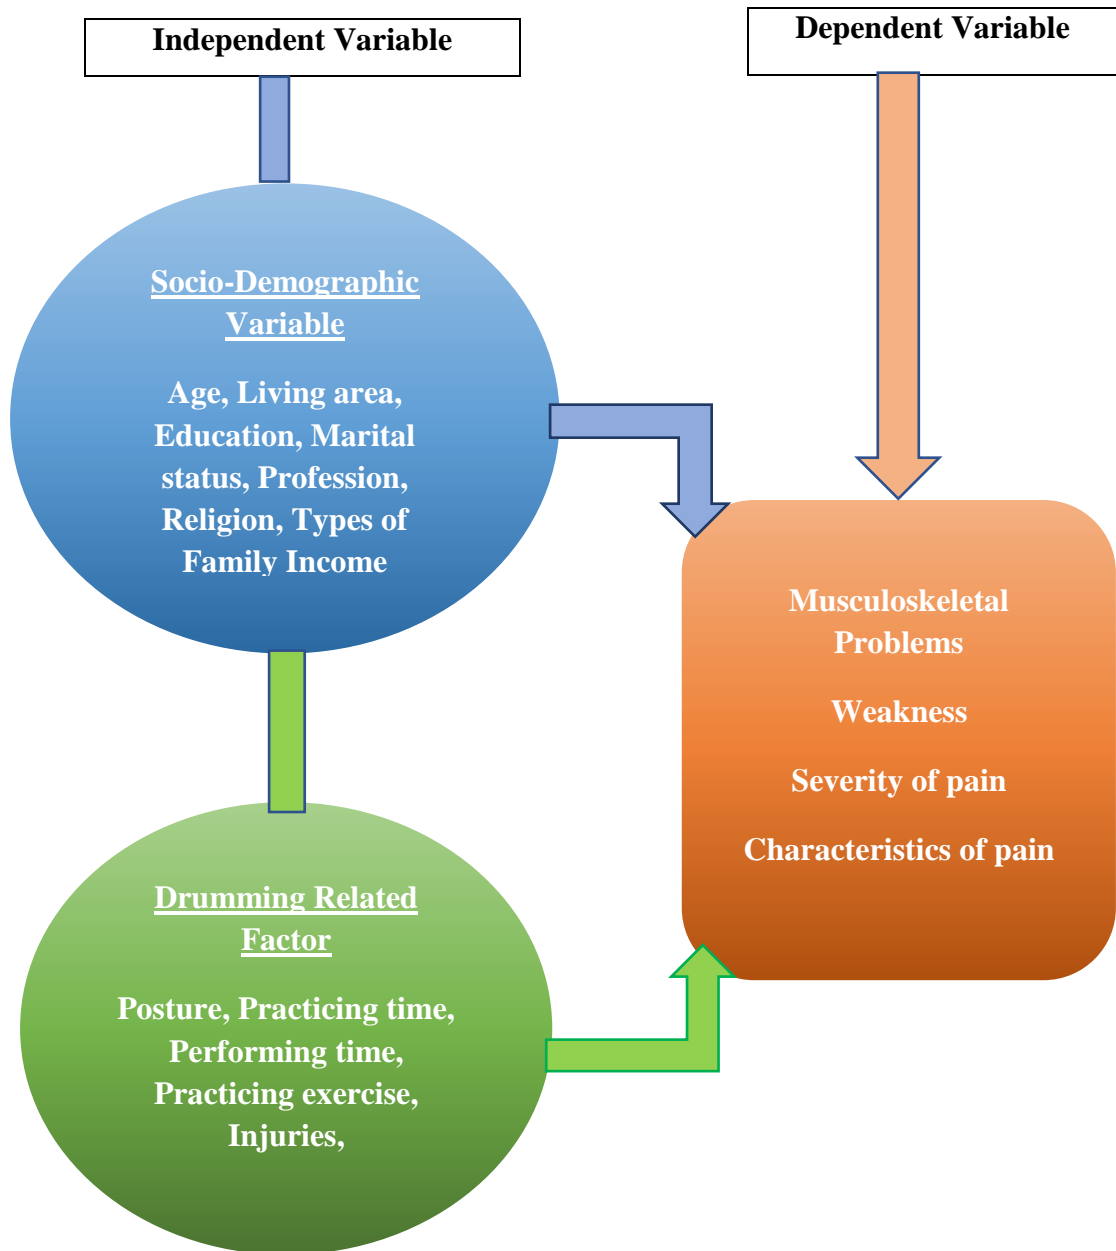 Independent Variable
Dependent Variable
Socio-Demographic
Variable
Age, Living area,
Education, Marital
status, Profession,
Religion, Types of
Family Income
Musculoskeletal
Problems
Weakness
Severity of pain
Characteristics of pain
Drumming Related
Factor
Posture, Practicing time,
Performing time,
Practicing exercise,
Injuries,